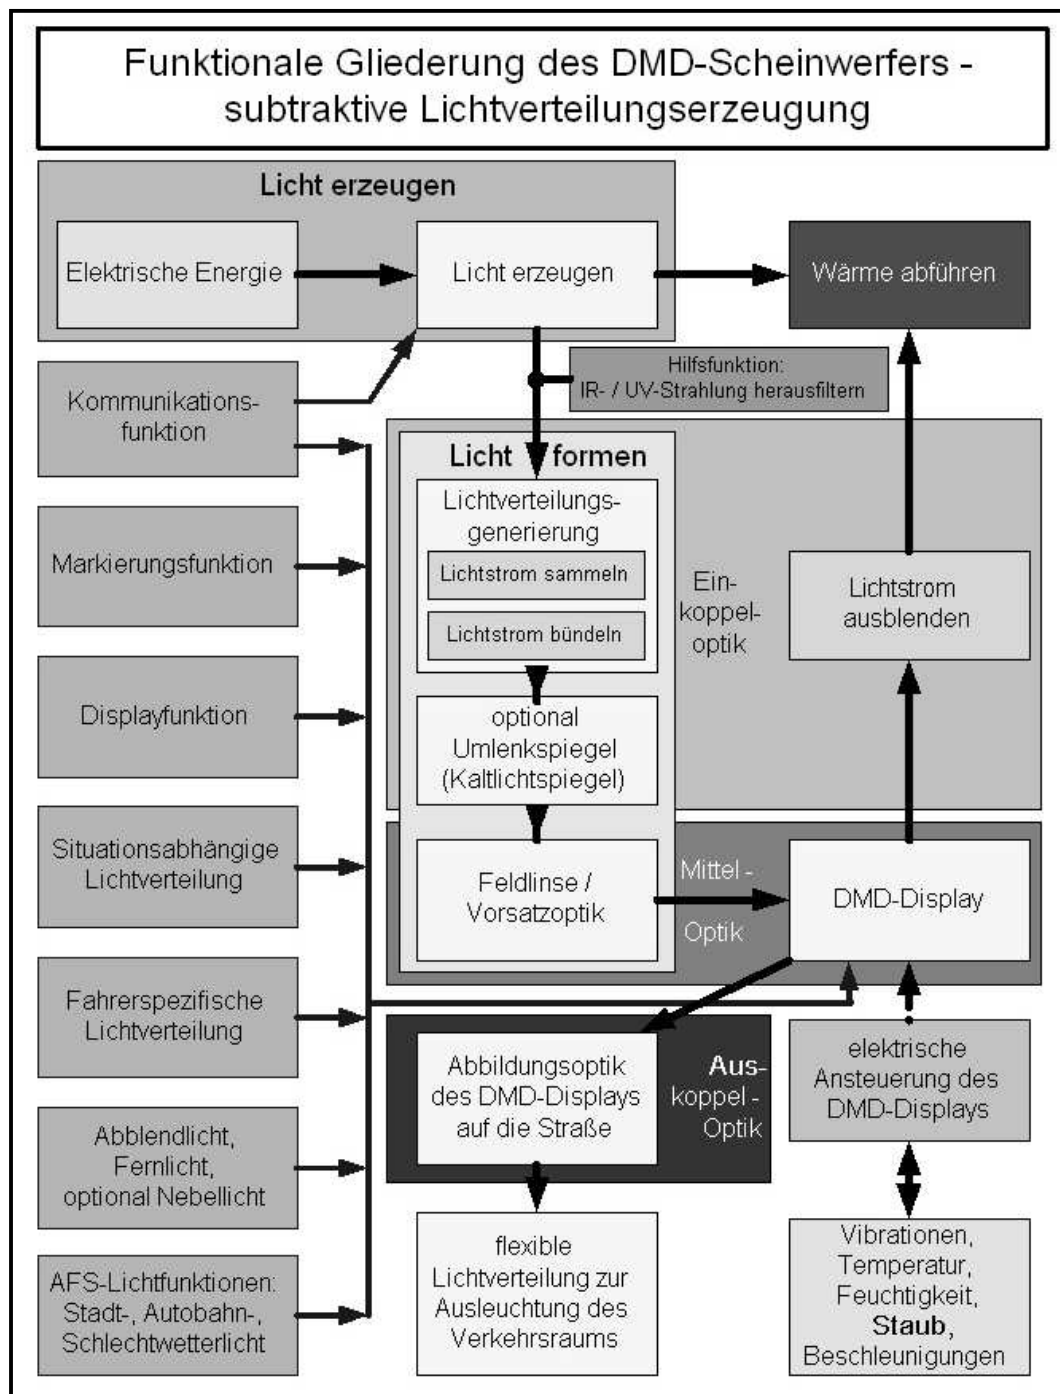 Funktionale Gliederung des DMD-Scheinwerfers -
subtraktive Lichtverteilungserzeugung
Licht erzeugen
Elektrische Energie
Licht erzeugen
Wärme abführen
Hilfsfunktion:
IR- / UV-Strahlung herausfiltern
Kommunikations-
funktion
Licht formen
Lichtverteilungs-
generierung
Lichtstrom sammeln
Lichtstrom bündeln
Ein-
koppel-
optik
Lichtstrom
ausblenden
Markierungsfunktion
Displayfunktion
optional
Umlenkspiegel
(Kaltlichtspiegel)
Situationsabhängige
Lichtverteilung
Feldlinse /
Vorsatzoptik
Mittel -
Optik
DMD-Display
Fahrerspezifische
Lichtverteilung
Abbildungsoptik
des DMD-Displays
auf die Straße
Aus-
koppel -
Optik
elektrische
Ansteuerung des
DMD-Displays
Abblendlicht,
Fernlicht,
optional Nebellicht
AFS-Lichtfunktionen:
Stadt-, Autobahn-,
Schlechtwetterlicht
flexible
Lichtverteilung zur
Ausleuchtung des
Verkehrsraums
Vibrationen,
Temperatur,
Feuchtigkeit,
Staub,
Beschleunigungen